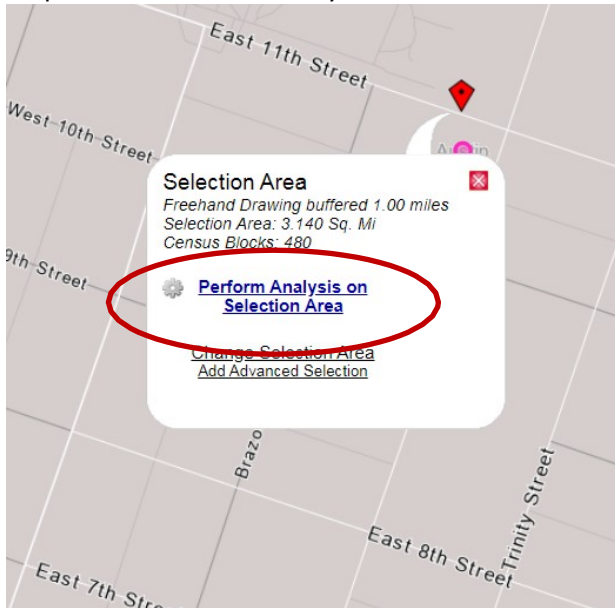 East 11th Street
West 10th Street
Selection Area
Freehand Drawing buffered 1.00 miles
Selection Area: 3.140 Sq. Mi
Census Blocks: 480
9th Street
Perform Analysis on
Selection Area
Change Selection Area
Add Advanced Selection
Brazo
Trinity Street
East 8th Street
East 7th Stre